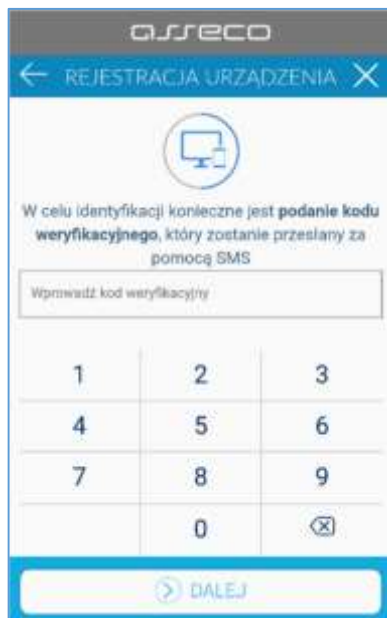 asseco
REJESTRACJA URZĄDZENIA
W celu identyfikacji konieczne jest podanie kodu
weryfikacyjnego, który zostanie przesłany za
pomocą SMS
Wprowadź kod weryfikacyjny
1 2 3
4 5 6
7 8 9
0
DALEJ